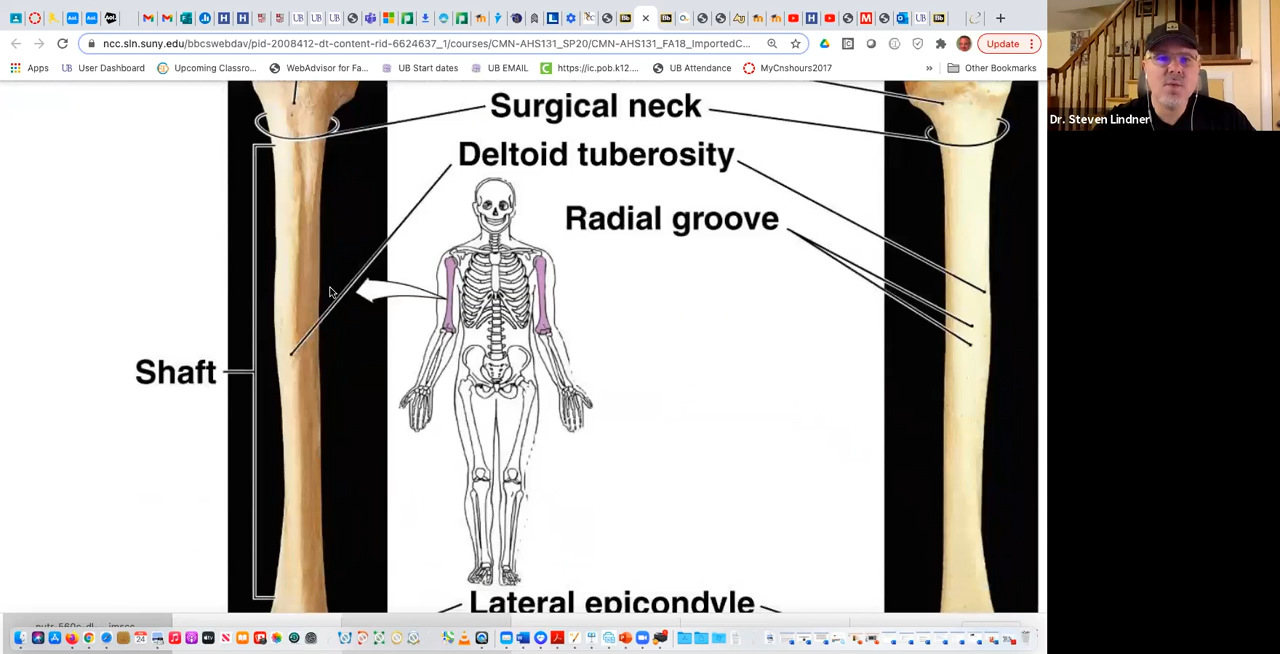 ncc.sln.suny.edu/bbcswebdav/pid-2008412-dt-content-rid-6624637_1/courses/CMN-AHS131_SP20/CMN-AHS131_FA18_ImportedC...
Update
Apps
User Dashboard
Upcoming Classro...
WebAdvisor for Fa...
UB Start dates
UB EMAIL
https://ic.pob.k12....
UB Attendance
MyCnshours2017
»
Other Bookmarks
Dr. Steven Lindner
Surgical neck
Deltoid tuberosity
Radial groove
Shaft
Lateral epicondyle